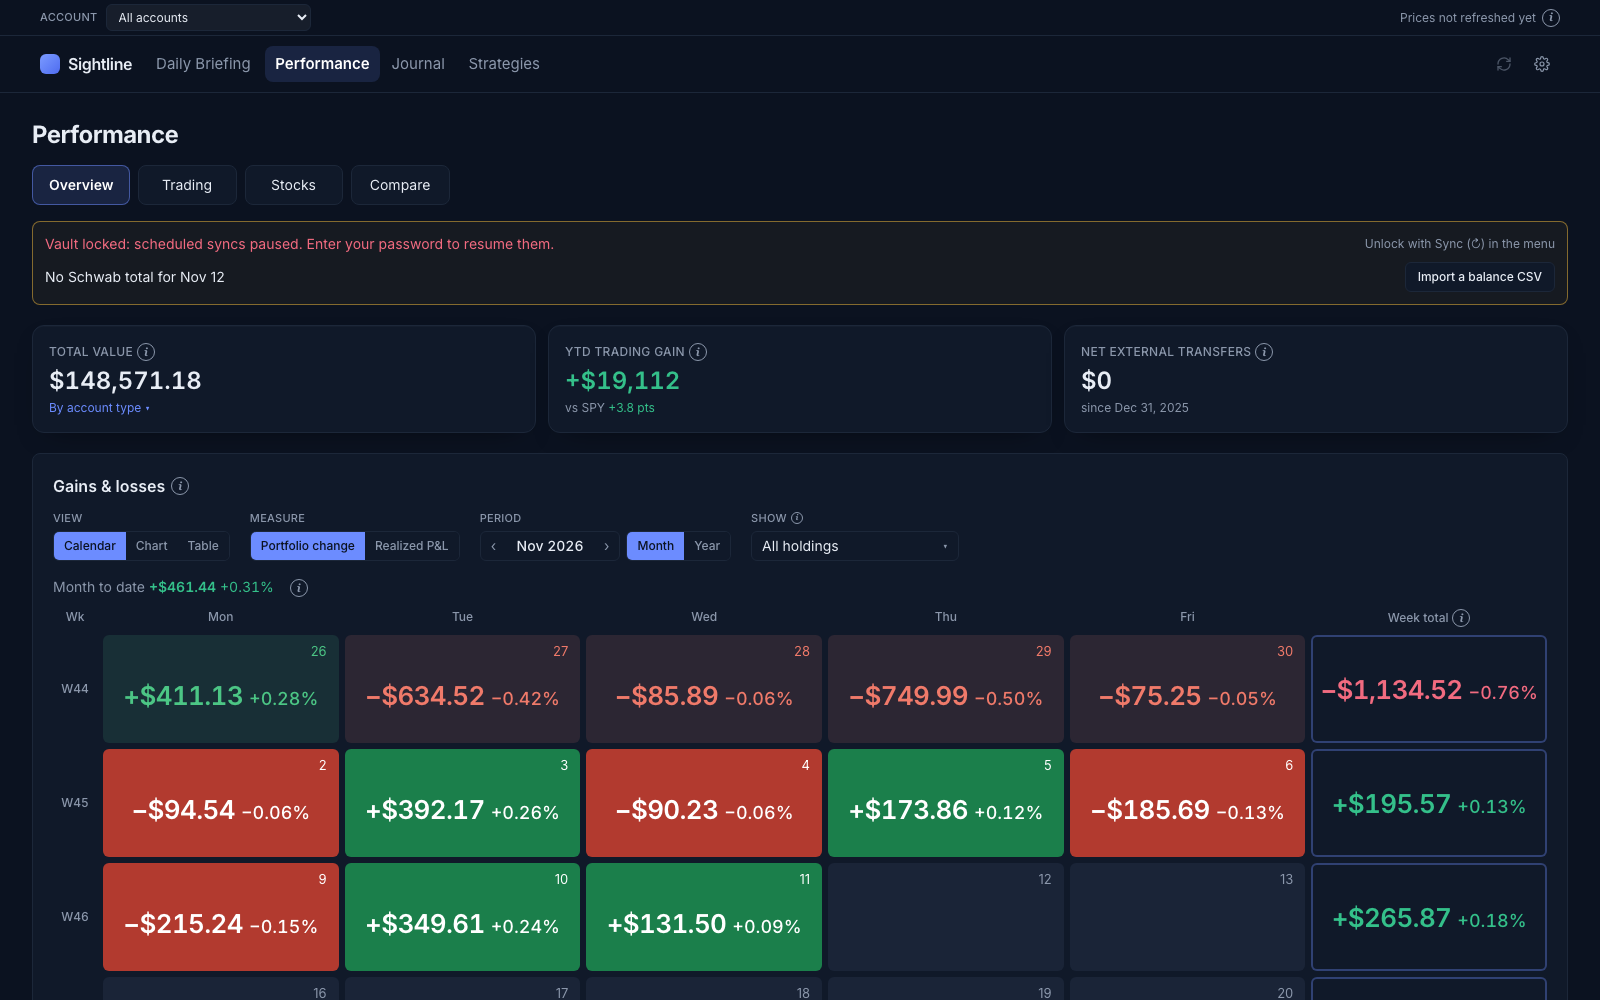 ACCOUNT All accounts Prices not refreshed yet i
Sightline Daily Briefing Performance Journal Strategies
Performance
Overview Trading Stocks Compare
Vault locked: scheduled syncs paused. Enter your password to resume them. Unlock with Sync (↻) in the menu
No Schwab total for Nov 12 Import a balance CSV
TOTAL VALUE i YTD TRADING GAIN i NET EXTERNAL TRANSFERS i
$148,571.18 +$19,112 $0
By account type vs SPY +3.8 pts since Dec 31, 2025
Gains & losses i
VIEW MEASURE PERIOD SHOW i
Calendar Chart Table Portfolio change Realized P&L ‹ Nov 2026 › Month Year All holdings
Month to date +$461.44 +0.31% i
Wk Mon Tue Wed Thu Fri Week total i
26 27 28 29 30
W44 +$411.13 +0.28% −$634.52 −0.42% −$85.89 −0.06% −$749.99 −0.50% −$75.25 −0.05% −$1,134.52 −0.76%
2 3 4 5 6
W45 −$94.54 −0.06% +$392.17 +0.26% −$90.23 −0.06% +$173.86 +0.12% −$185.69 −0.13% +$195.57 +0.13%
9 10 11 12 13
W46 −$215.24 −0.15% +$349.61 +0.24% +$131.50 +0.09% +$265.87 +0.18%
16 17 18 19 20